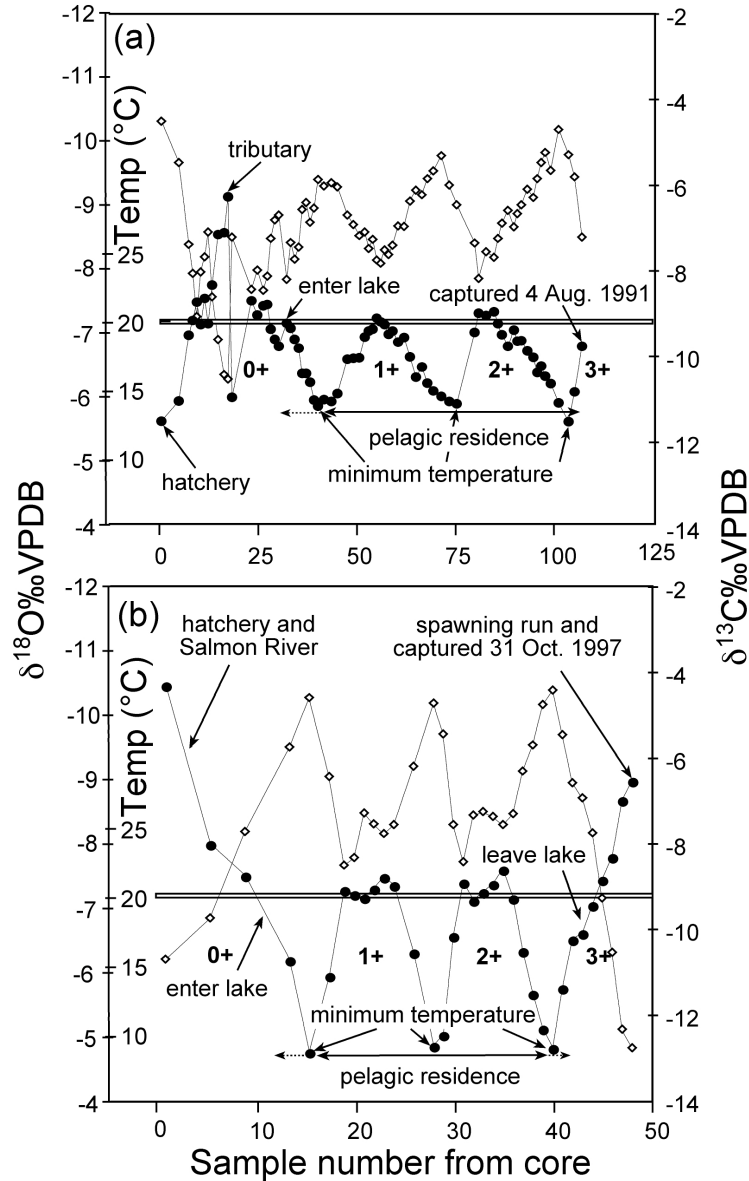 (a)
-12
-11
-10
-9
-8
-7
-6
-5
-4
Temp (°C)
25
20
15
10
-2
-4
-6
-8
-10
-12
-14
tributary
enter lake
captured 4 Aug. 1991
0+
1+
2+
3+
pelagic residence
minimum temperature
hatchery
0
25
50
75
100
125
δ18O‰VPDB
δ13C‰VPDB
(b)
-12
-11
-10
-9
-8
-7
-6
-5
-4
Temp (°C)
25
20
15
10
-2
-4
-6
-8
-10
-12
-14
hatchery and
Salmon River
spawning run and
captured 31 Oct. 1997
leave lake
0+
1+
2+
3+
enter lake
minimum temperature
pelagic residence
0
10
20
30
40
50
Sample number from core